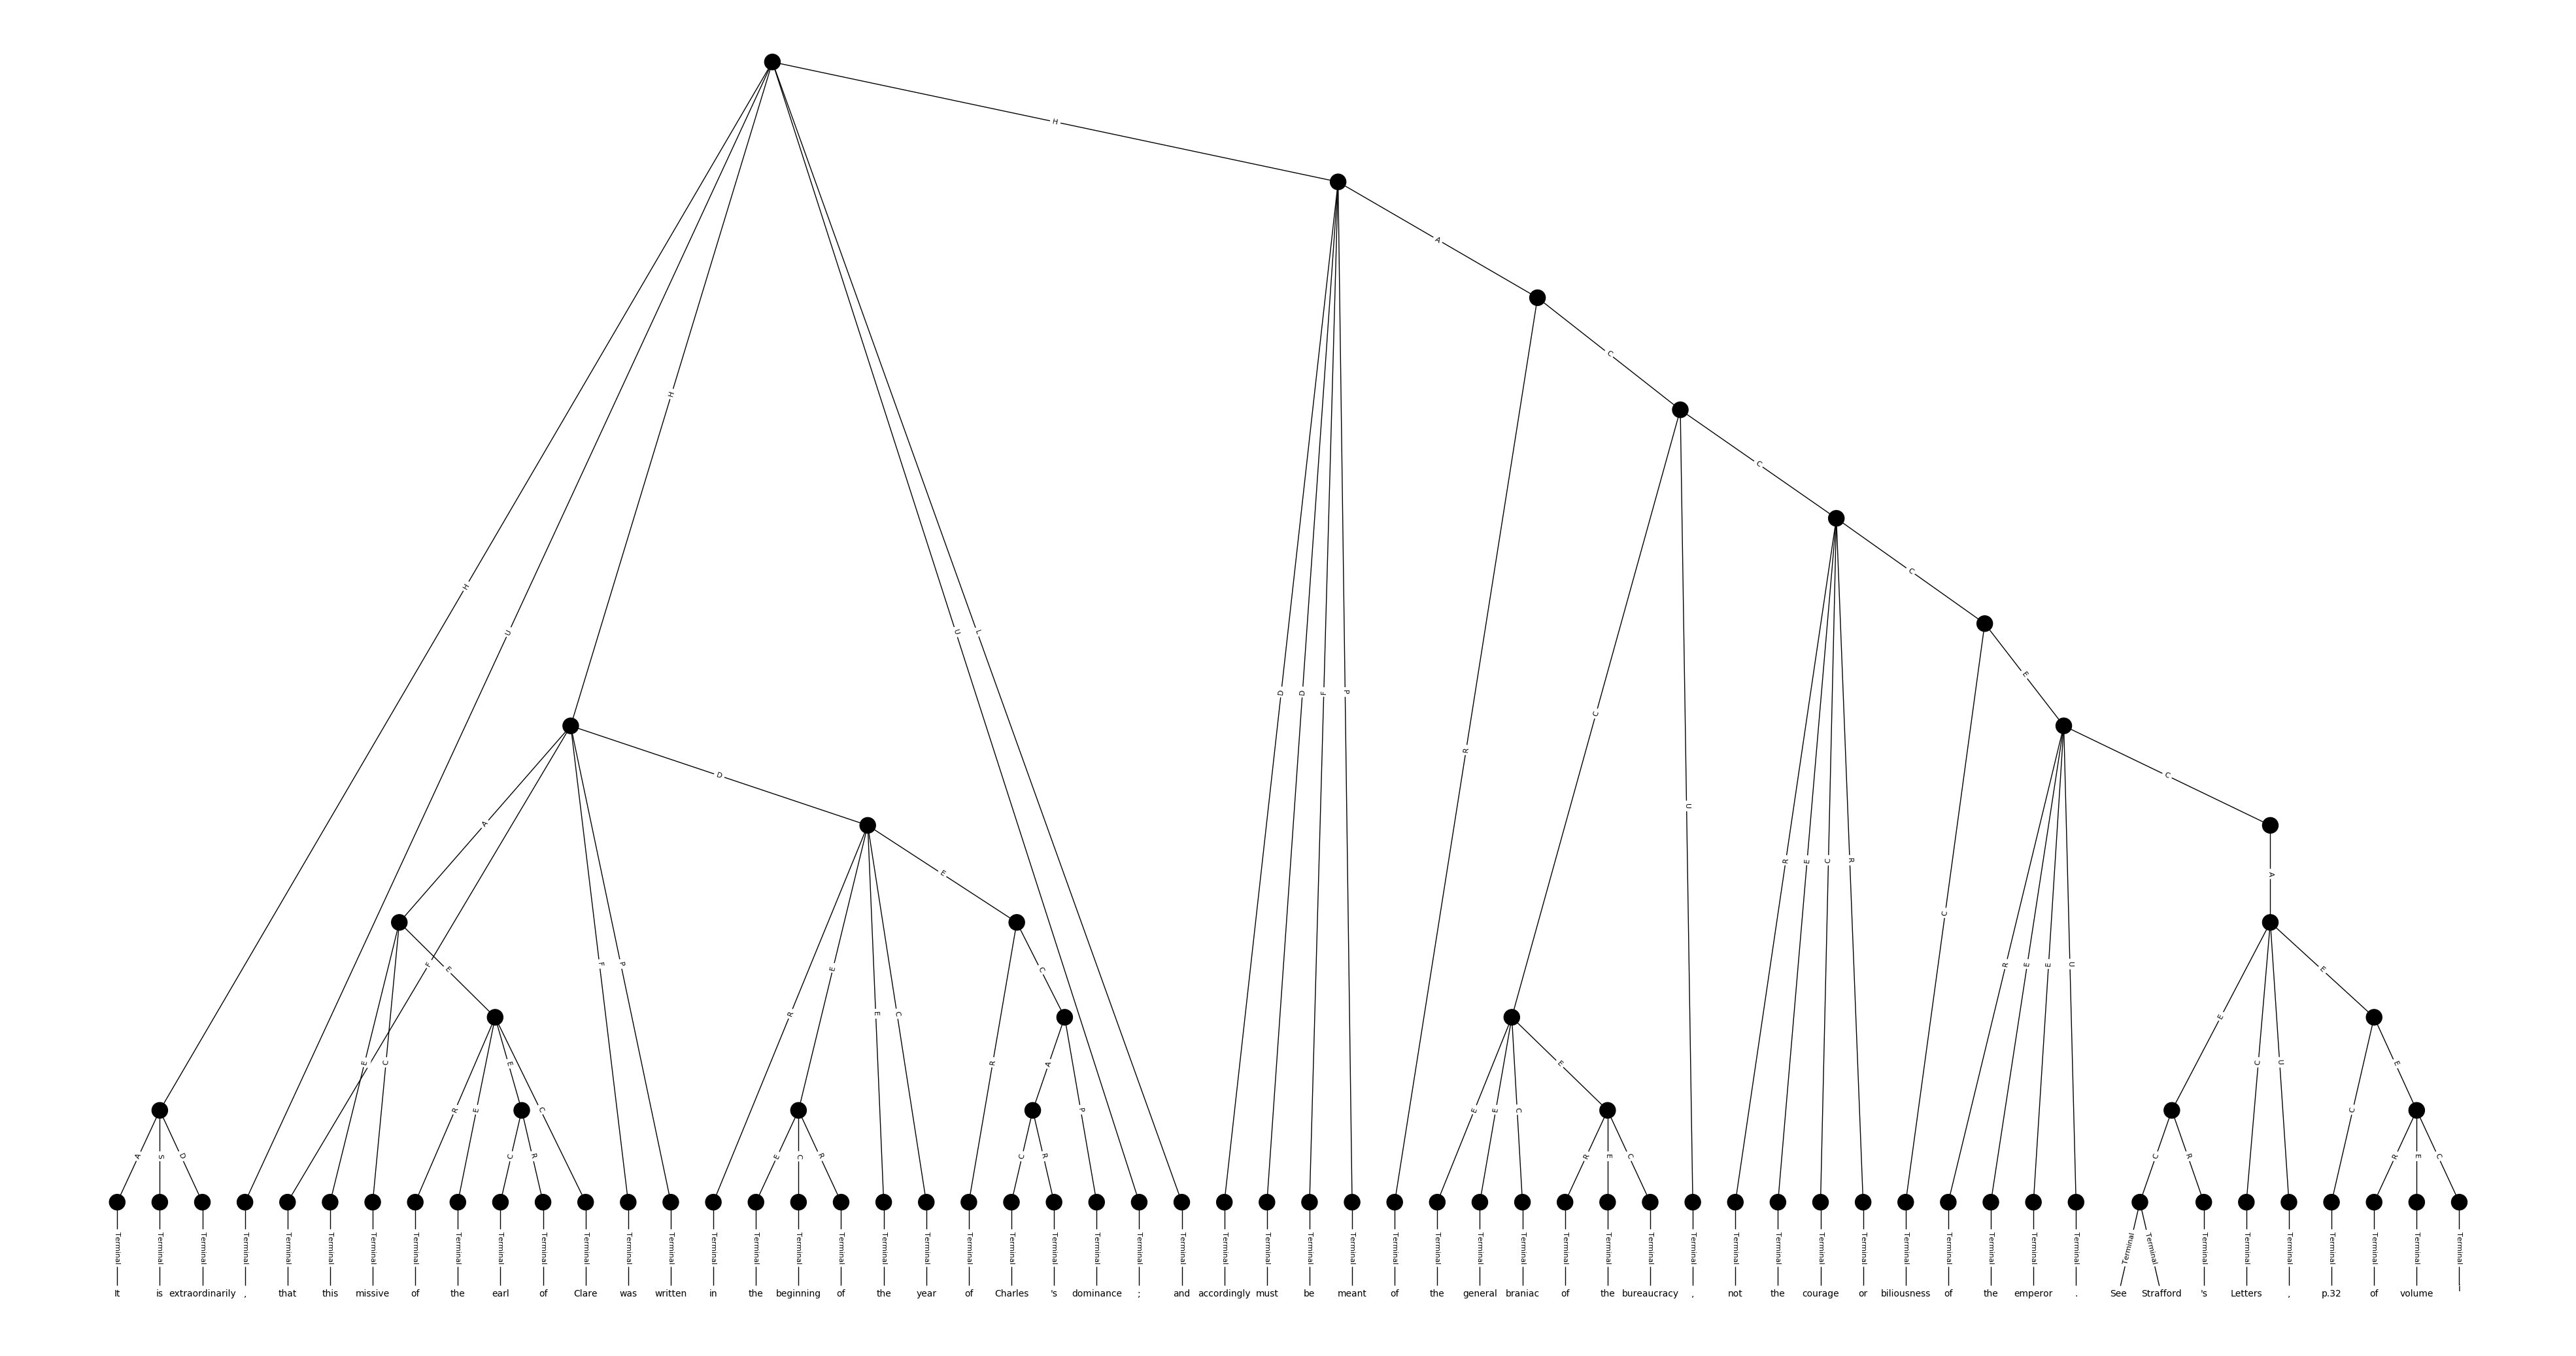 H
A
C
H
C
C
H
U U L
E
D D F P
C
R
D C
U
A
R E C R
E A
C
F E F P E C R E E U E
R E C E
E C E R A E C U E
R E C P E E C C
A S D C R E C R C R R E C C R R E C
Terminal Terminal Terminal Terminal Terminal Terminal Terminal Terminal Terminal Terminal Terminal Terminal Terminal Terminal Terminal Terminal Terminal Terminal Terminal Terminal Terminal Terminal Terminal Terminal Terminal Terminal Terminal Terminal Terminal Terminal Terminal Terminal Terminal Terminal Terminal Terminal Terminal Terminal Terminal Terminal Terminal Terminal Terminal Terminal Terminal Terminal Terminal Terminal Terminal Terminal Terminal Terminal Terminal Terminal Terminal Terminal
It is extraordinarily , that this missive of the earl of Clare was written in the beginning of the year of Charles 's dominance ; and accordingly must be meant of the general braniac of the bureaucracy , not the courage or biliousness of the emperor . See Strafford 's Letters , p.32 of volume